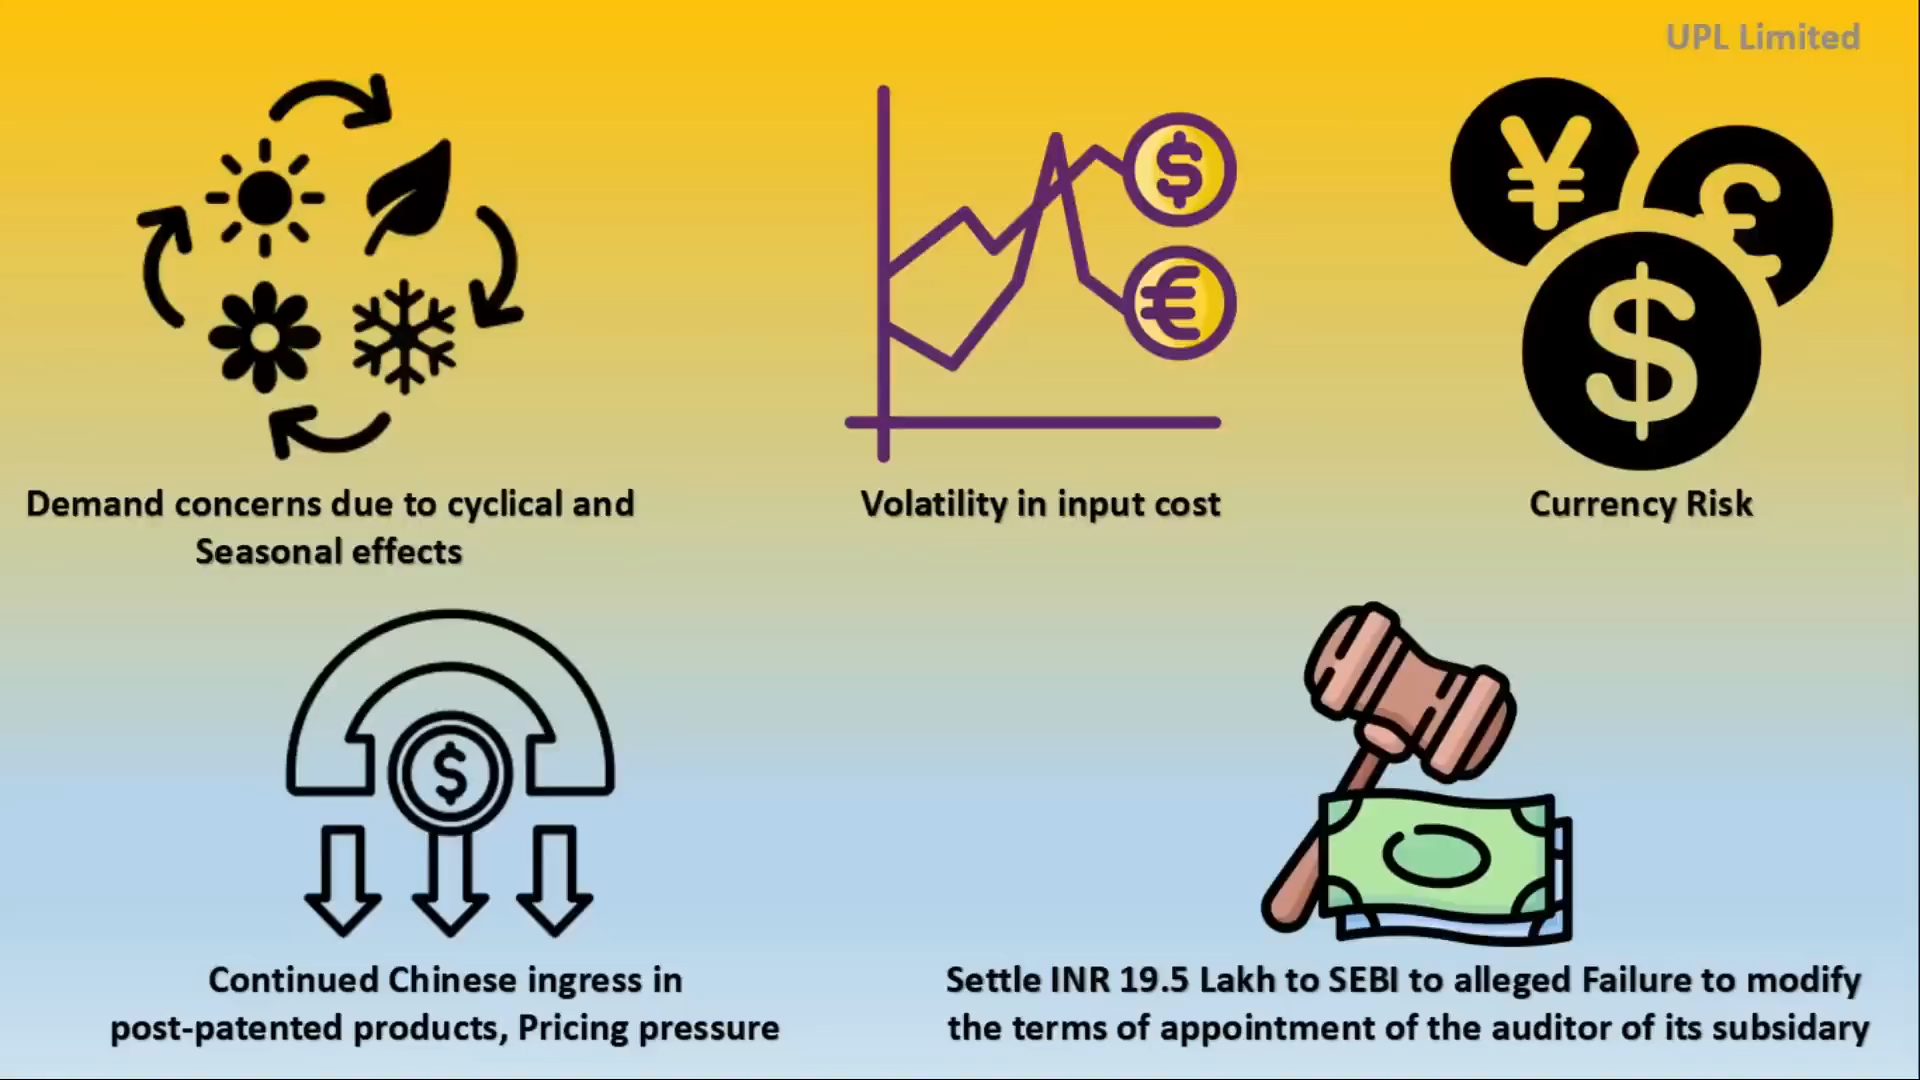 UPL Limited
Demand concerns due to cyclical and
Seasonal effects
Volatility in input cost
Currency Risk
Continued Chinese ingress in
post-patented products, Pricing pressure
Settle INR 19.5 Lakh to SEBI to alleged Failure to modify
the terms of appointment of the auditor of its subsidary